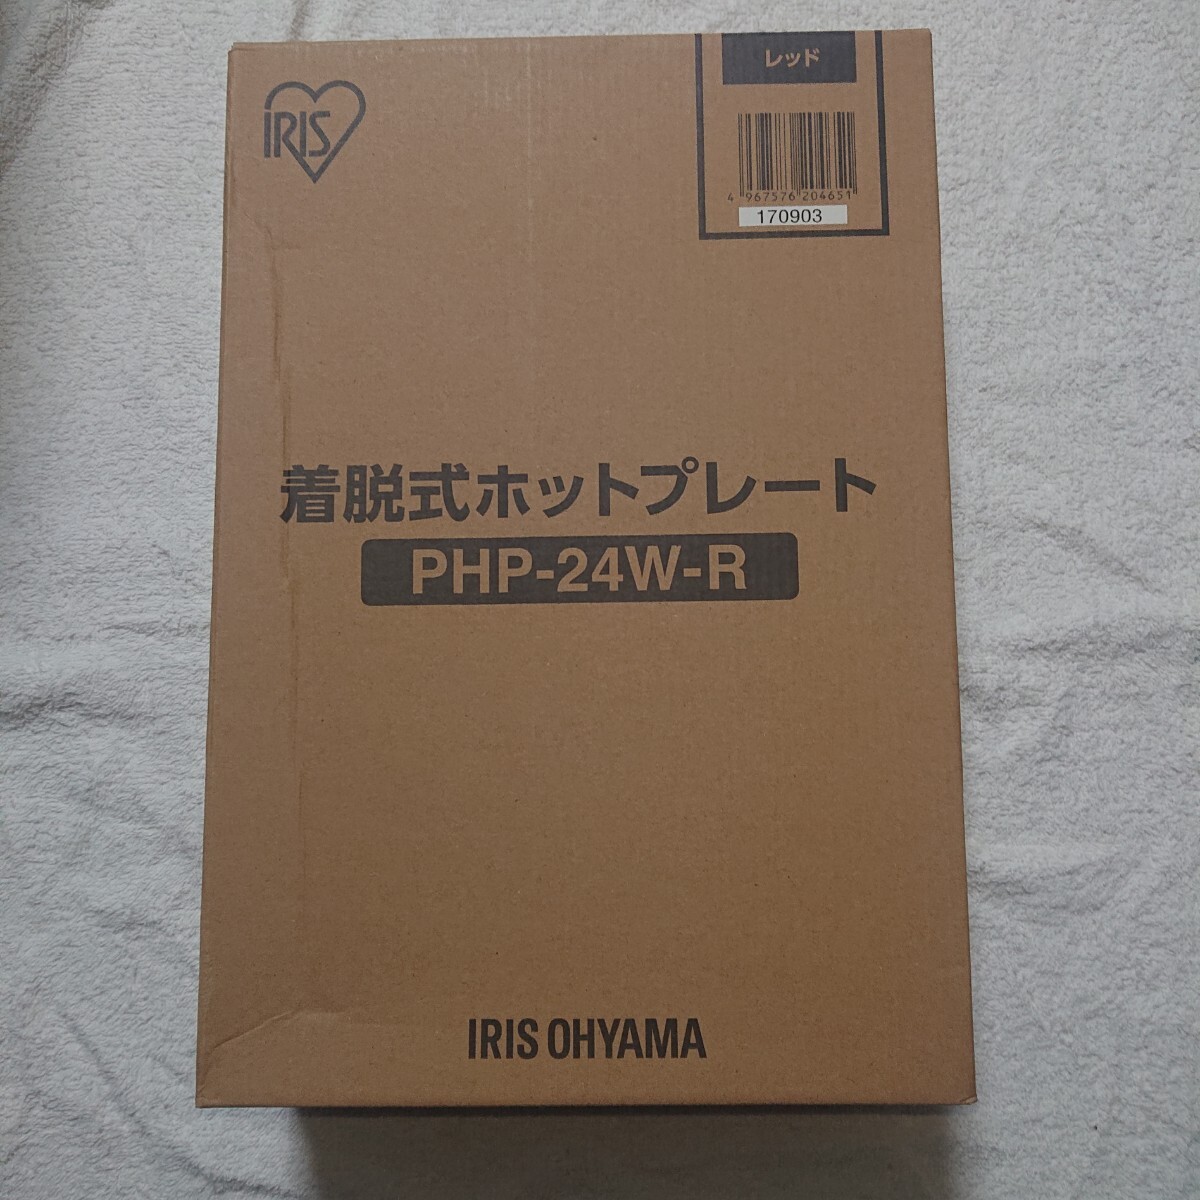 IRIS
レッド
4 967576 204651
170903
着脱式ホットプレート
PHP-24W-R
IRIS OHYAMA